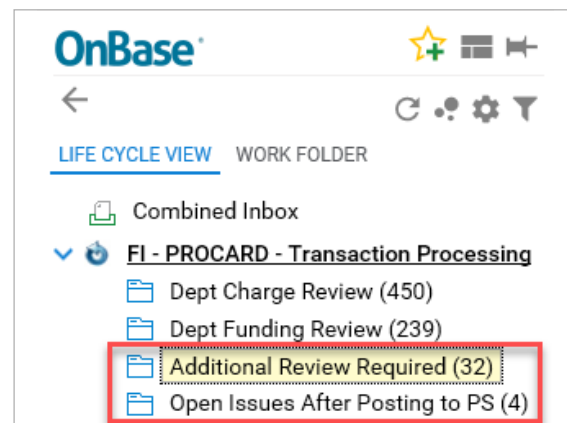 OnBase
LIFE CYCLE VIEW WORK FOLDER
Combined Inbox
FI - PROCARD - Transaction Processing
Dept Charge Review (450)
Dept Funding Review (239)
Additional Review Required (32)
Open Issues After Posting to PS (4)